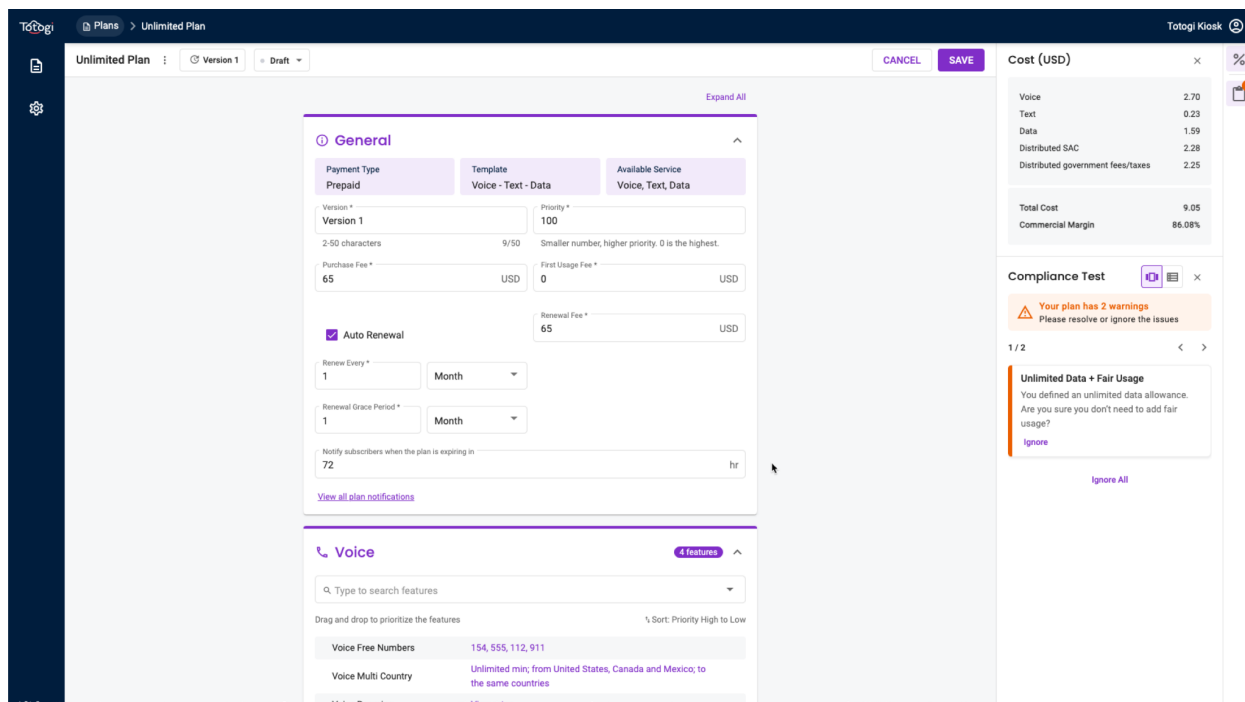 Totogi
Plans > Unlimited Plan
Totogi Kiosk
Unlimited Plan
Version 1
Draft
CANCEL
SAVE
Expand All
General
Payment Type
Prepaid
Template
Voice - Text - Data
Available Service
Voice, Text, Data
Version *
Version 1
2-50 characters
9/50
Priority *
100
Smaller number, higher priority. 0 is the highest.
Purchase Fee *
65 USD
First Usage Fee *
0 USD
Auto Renewal
Renewal Fee *
65 USD
Renew Every *
1
Month
Renewal Grace Period *
1
Month
Notify subscribers when the plan is expiring in
72 hr
View all plan notifications
Voice
4 features
Type to search features
Drag and drop to prioritize the features
Sort: Priority High to Low
Voice Free Numbers
154, 555, 112, 911
Voice Multi Country
Unlimited min; from United States, Canada and Mexico; to
the same countries
Cost (USD)
Voice 2.70
Text 0.23
Data 1.59
Distributed SAC 2.28
Distributed government fees/taxes 2.25
Total Cost 9.05
Commercial Margin 86.08%
Compliance Test
Your plan has 2 warnings
Please resolve or ignore the issues
1 / 2
Unlimited Data + Fair Usage
You defined an unlimited data allowance.
Are you sure you don't need to add fair
usage?
Ignore
Ignore All